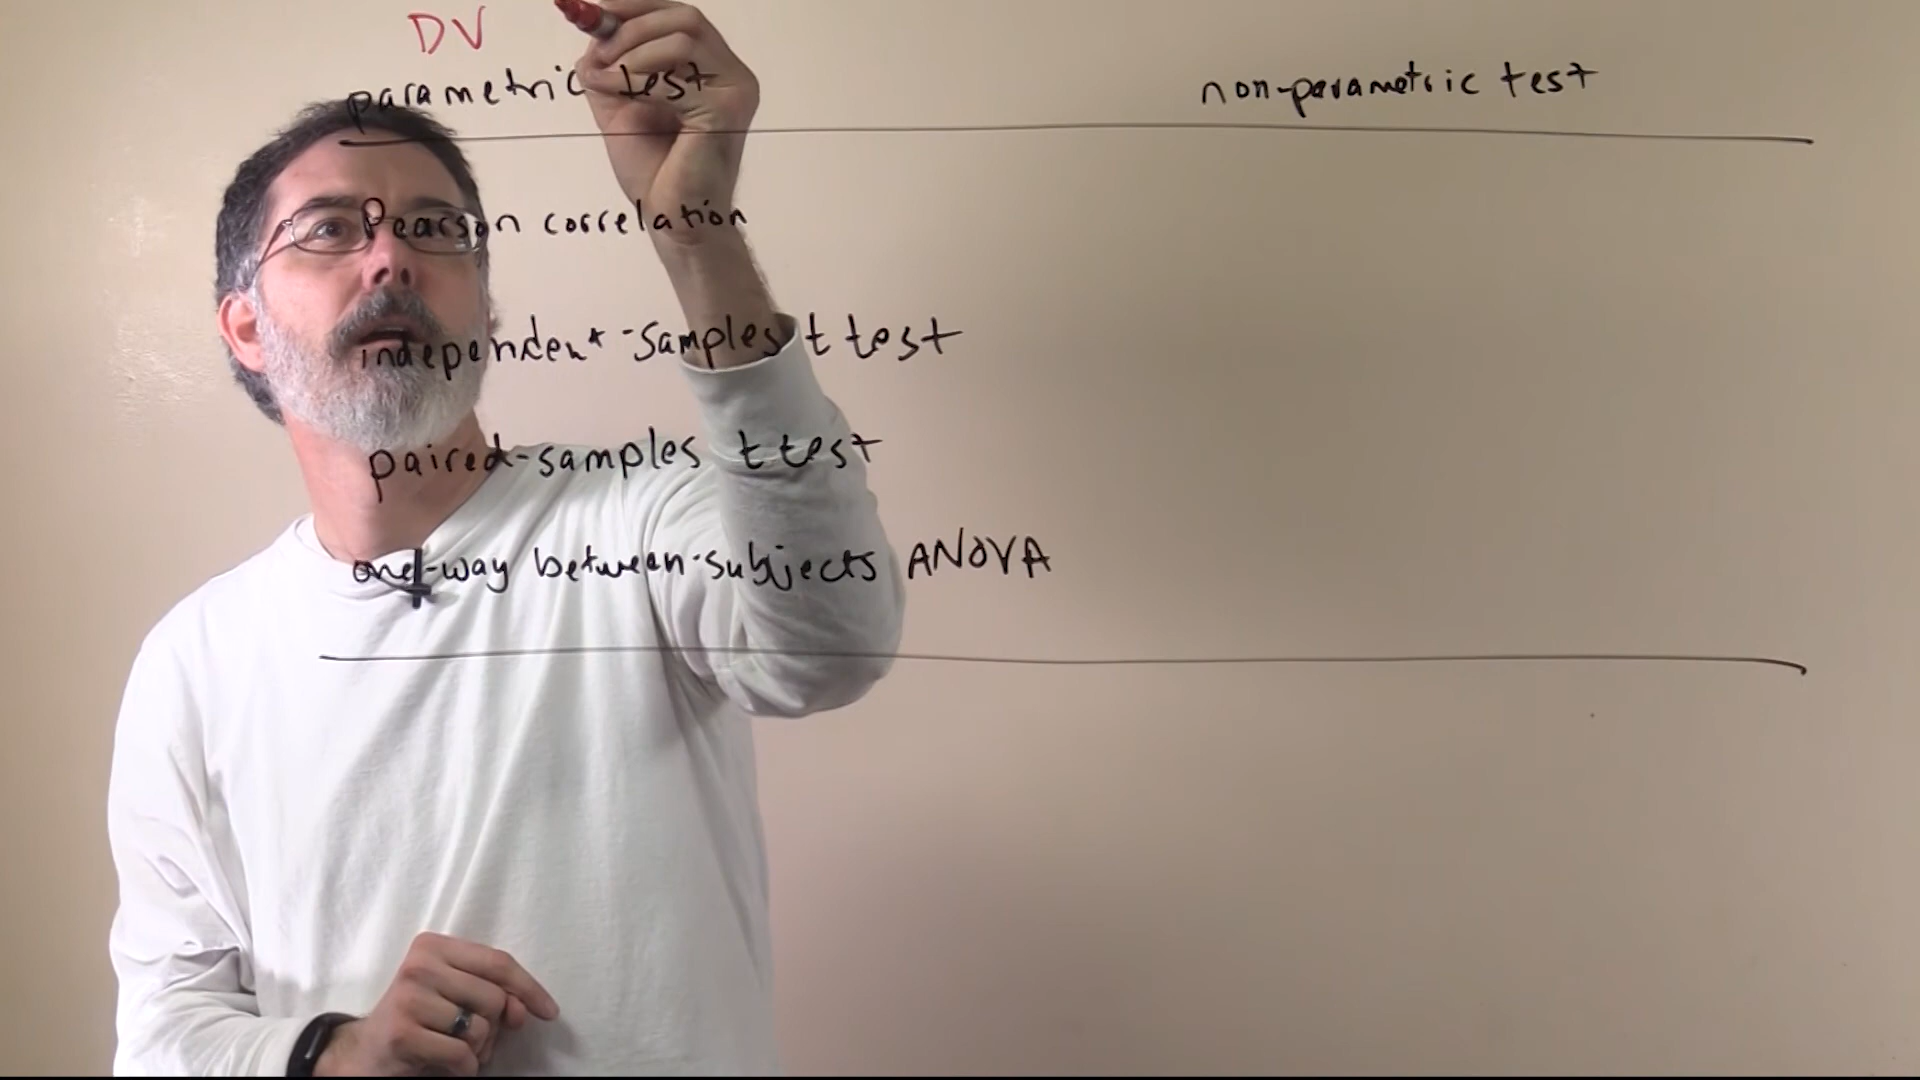 DV
parametric test non-parametric test
Pearson correlation
independent-samples t test
paired-samples t test
one-way between-subjects ANOVA